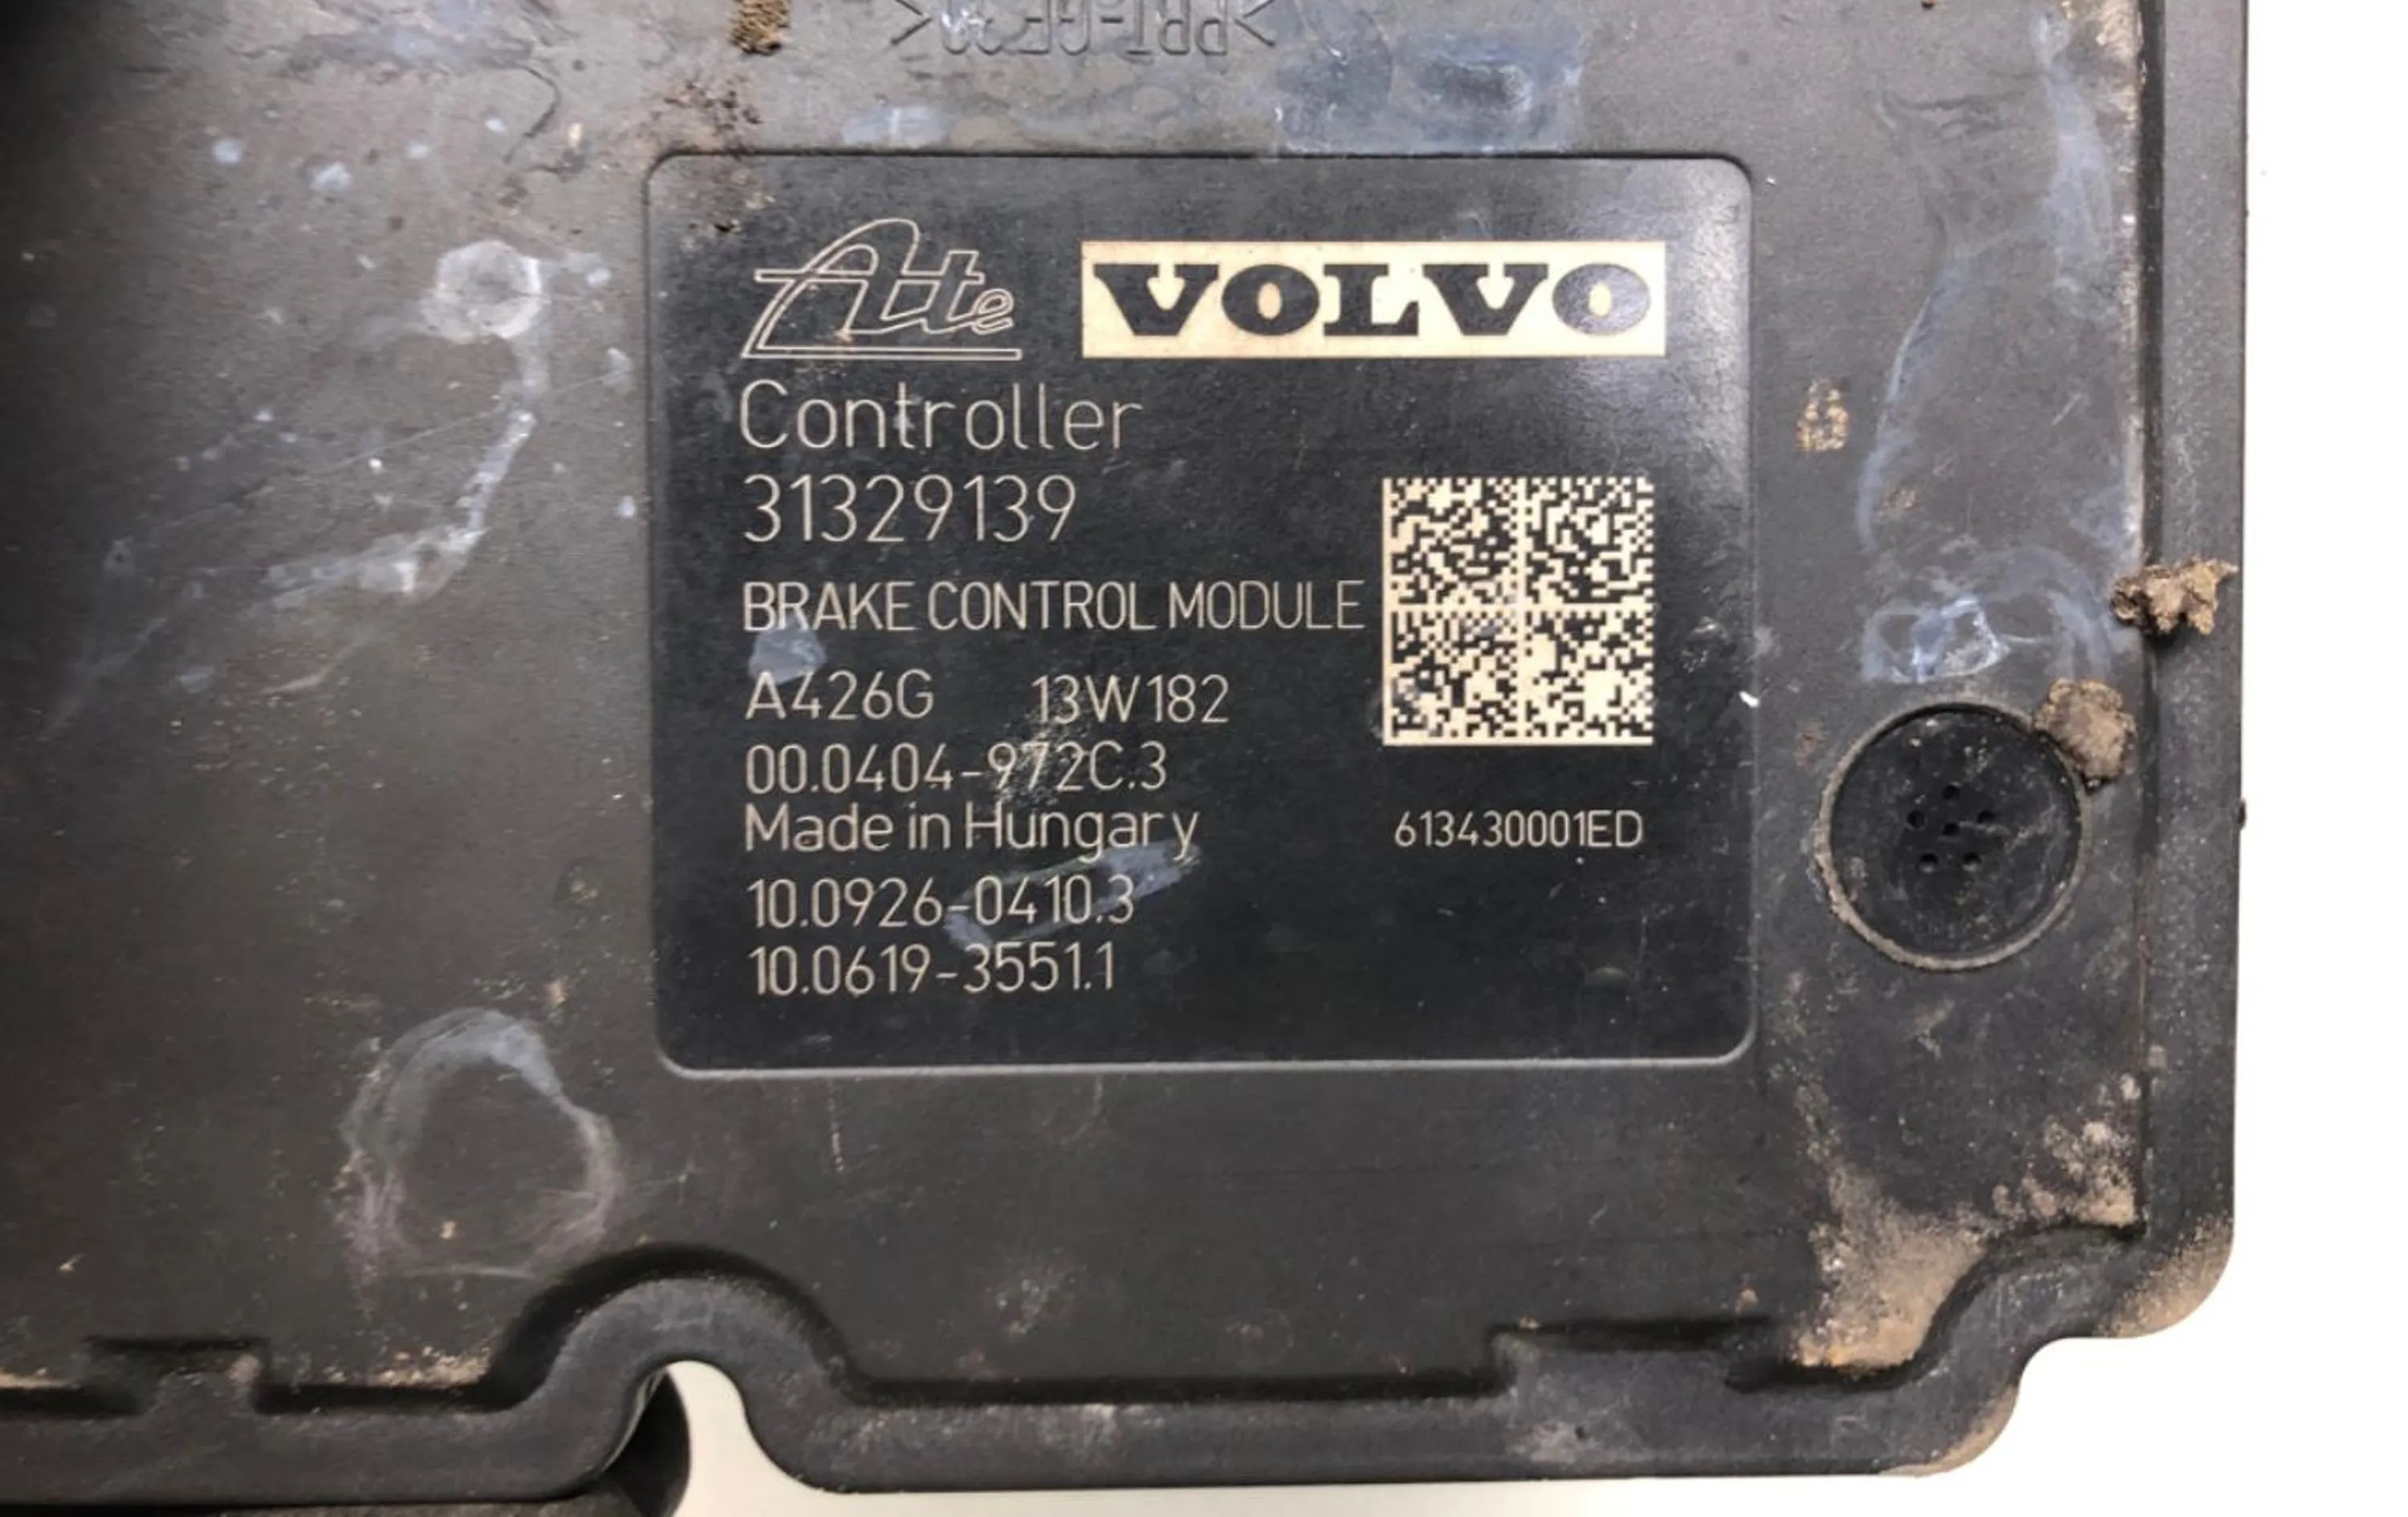 Ate VOLVO
Controller
31329139
BRAKE CONTROL MODULE
A426G 13W182
00.0404-972C.3
Made in Hungary
613430001ED
10.0926-0410.3
10.0619-3551.1